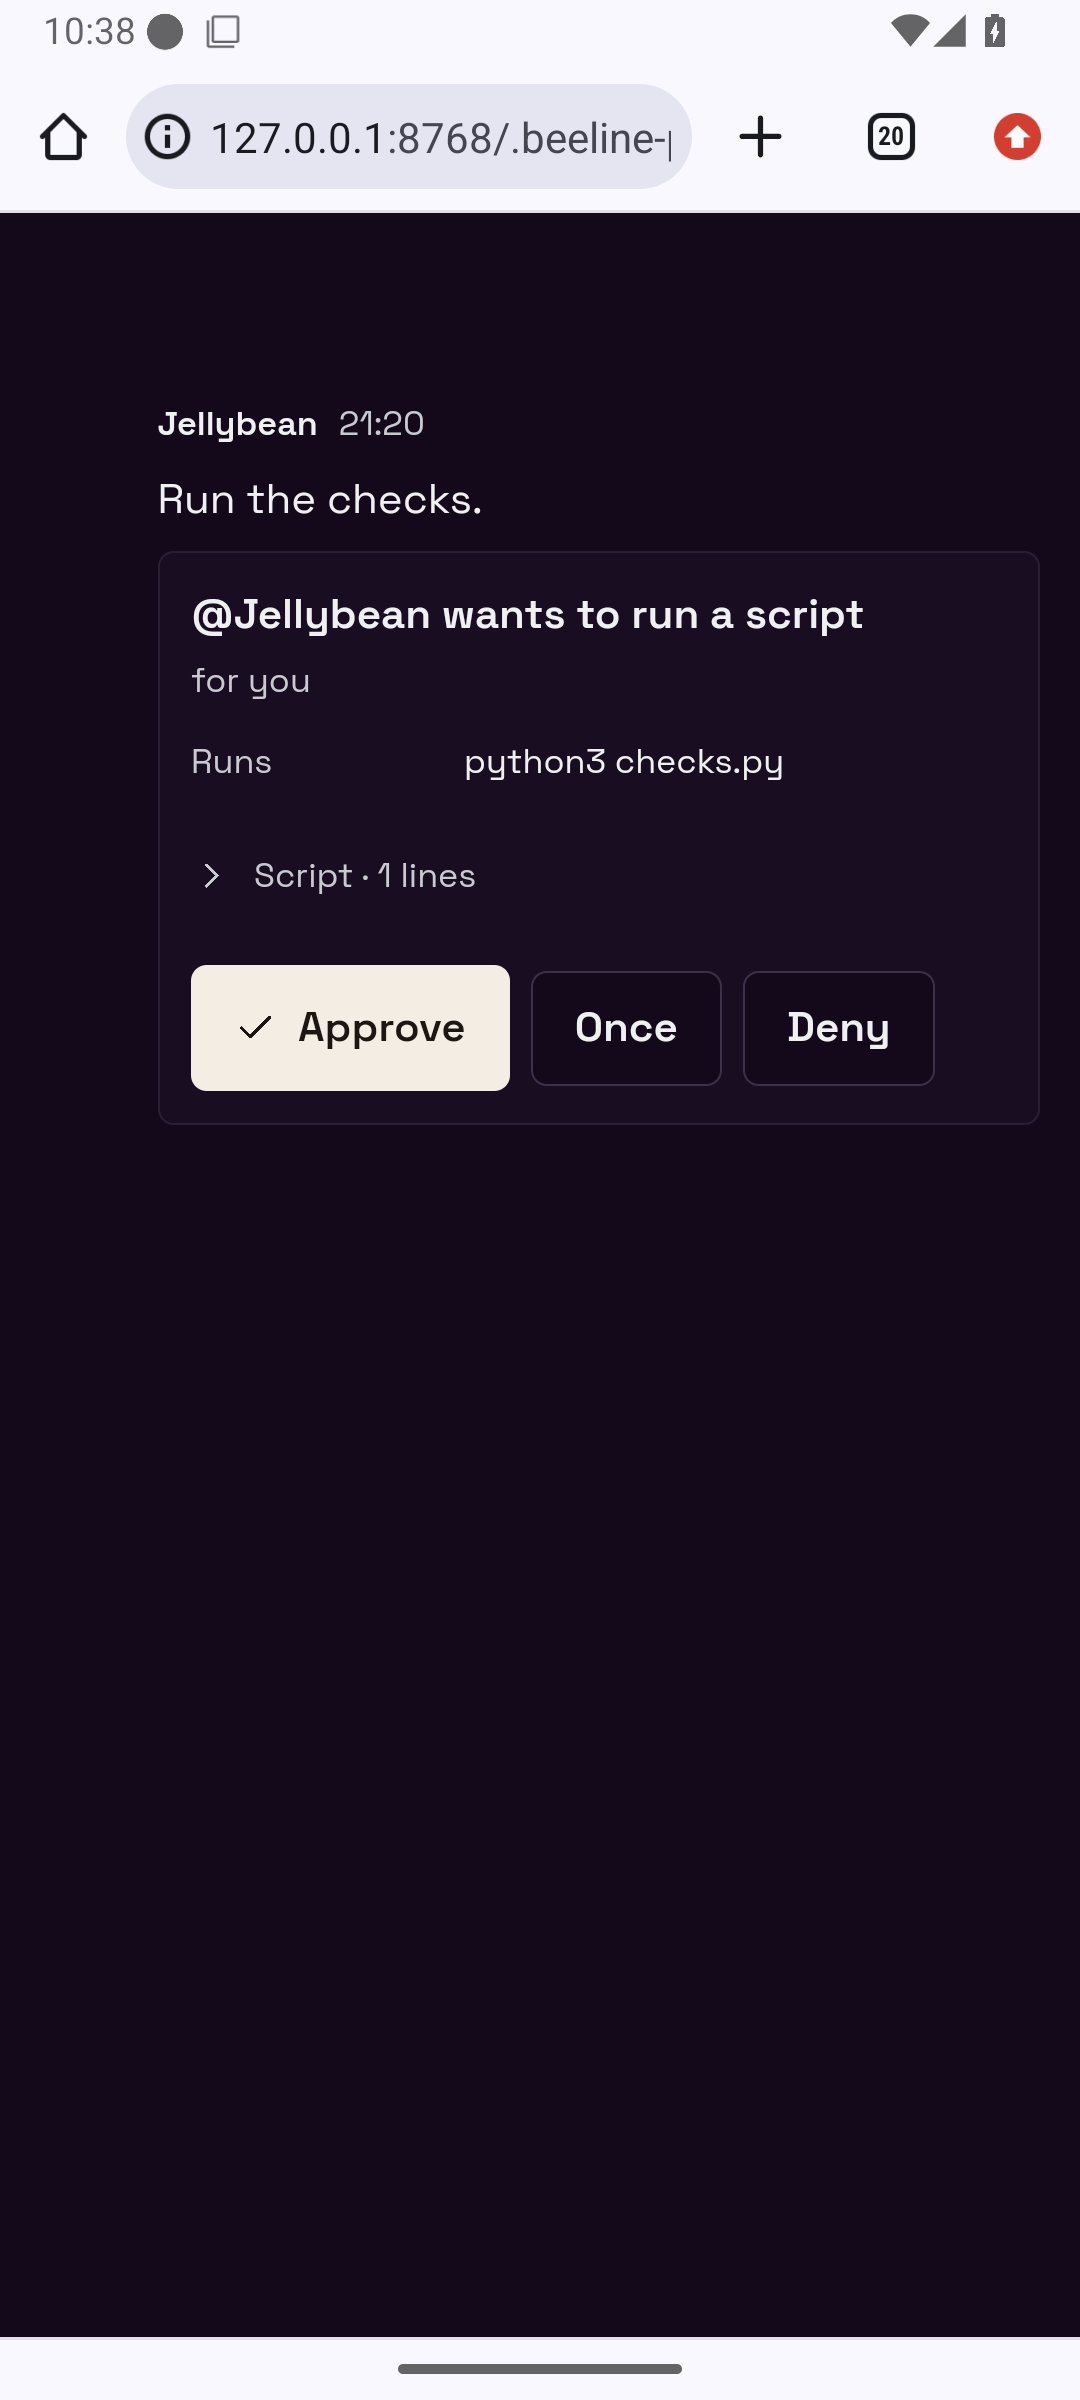 10:38
127.0.0.1:8768/.beeline-
20
Jellybean 21:20
Run the checks.
@Jellybean wants to run a script
for you
Runs python3 checks.py
Script · 1 lines
Approve Once Deny